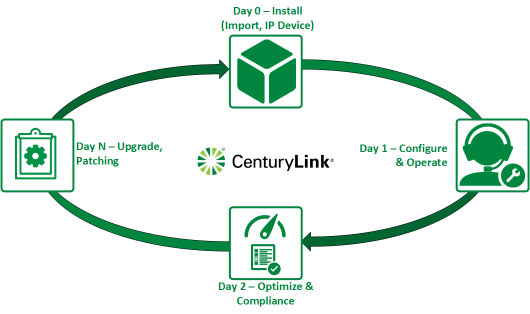 Day 0 – Install
(Import, IP Device)
Day N – Upgrade,
Patching
CenturyLink®
Day 1 – Configure
& Operate
Day 2 – Optimize &
Compliance